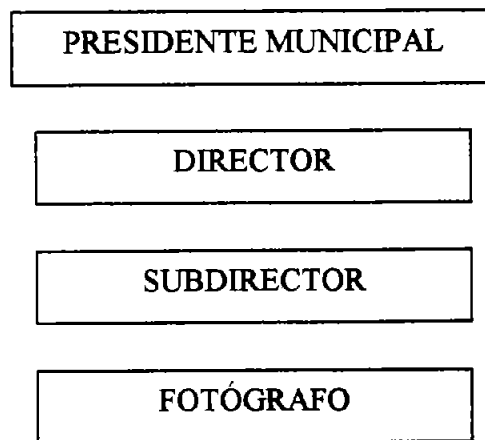 PRESIDENTE MUNICIPAL
DIRECTOR
SUBDIRECTOR
FOTÓGRAFO